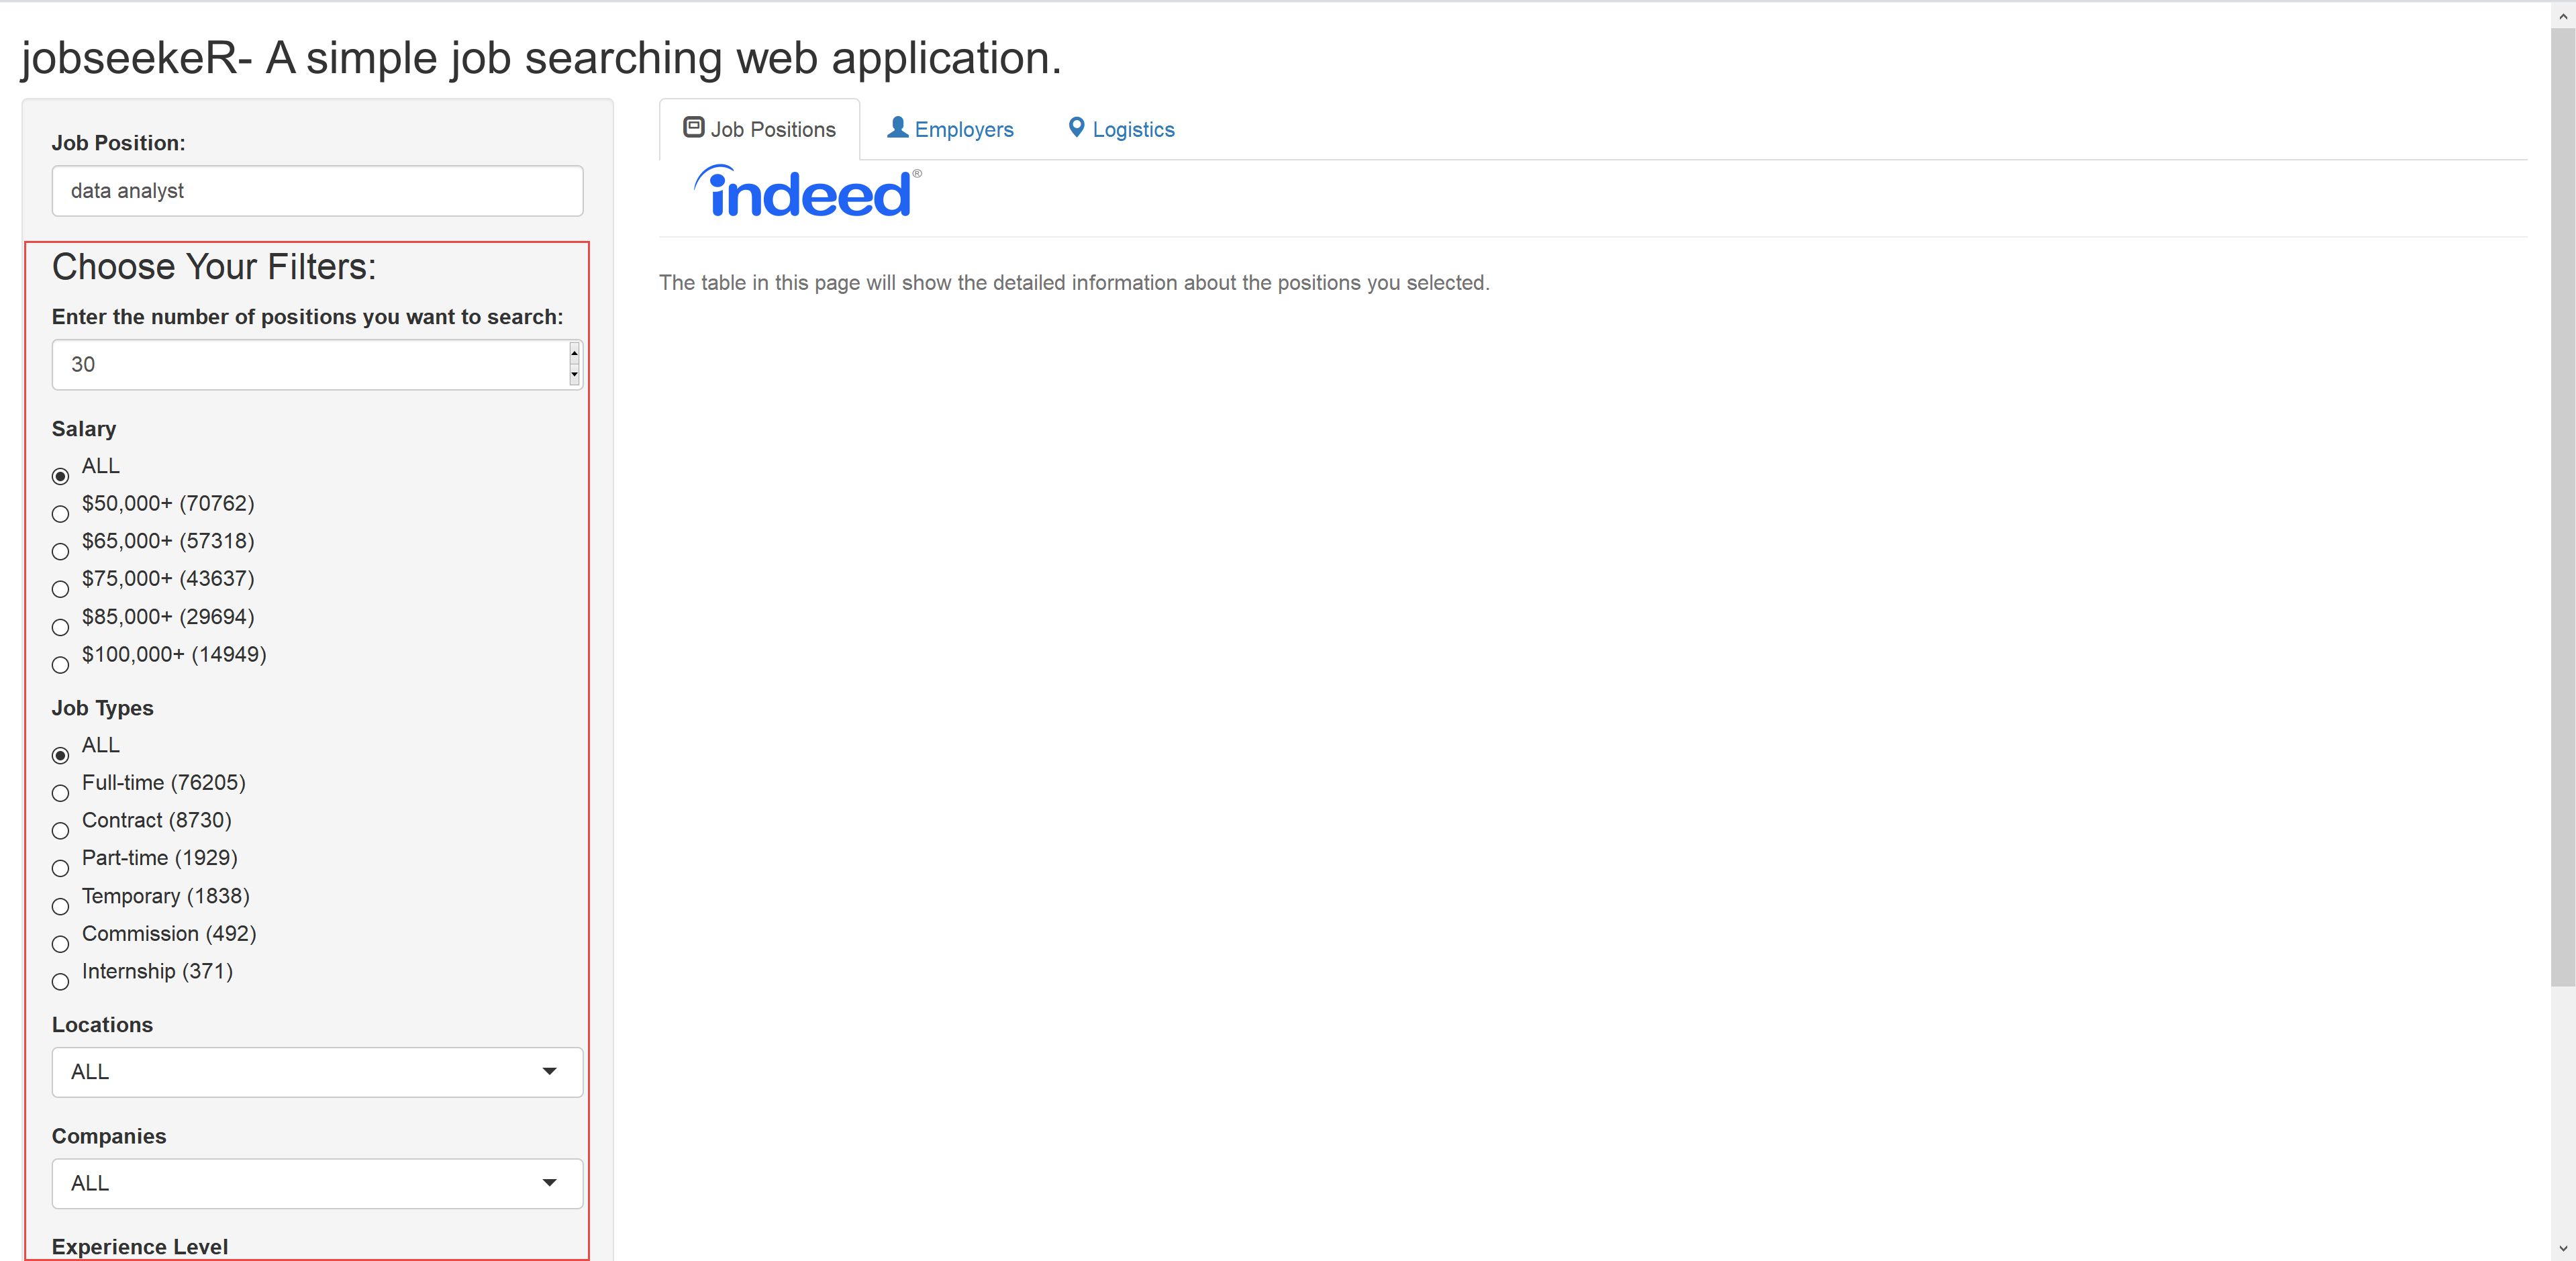 jobseekeR- A simple job searching web application.
Job Position:
data analyst
Choose Your Filters:
Enter the number of positions you want to search:
30
Salary
ALL
$50,000+ (70762)
$65,000+ (57318)
$75,000+ (43637)
$85,000+ (29694)
$100,000+ (14949)
Job Types
ALL
Full-time (76205)
Contract (8730)
Part-time (1929)
Temporary (1838)
Commission (492)
Internship (371)
Locations
ALL
Companies
ALL
Experience Level
Job Positions Employers Logistics
indeed®
The table in this page will show the detailed information about the positions you selected.